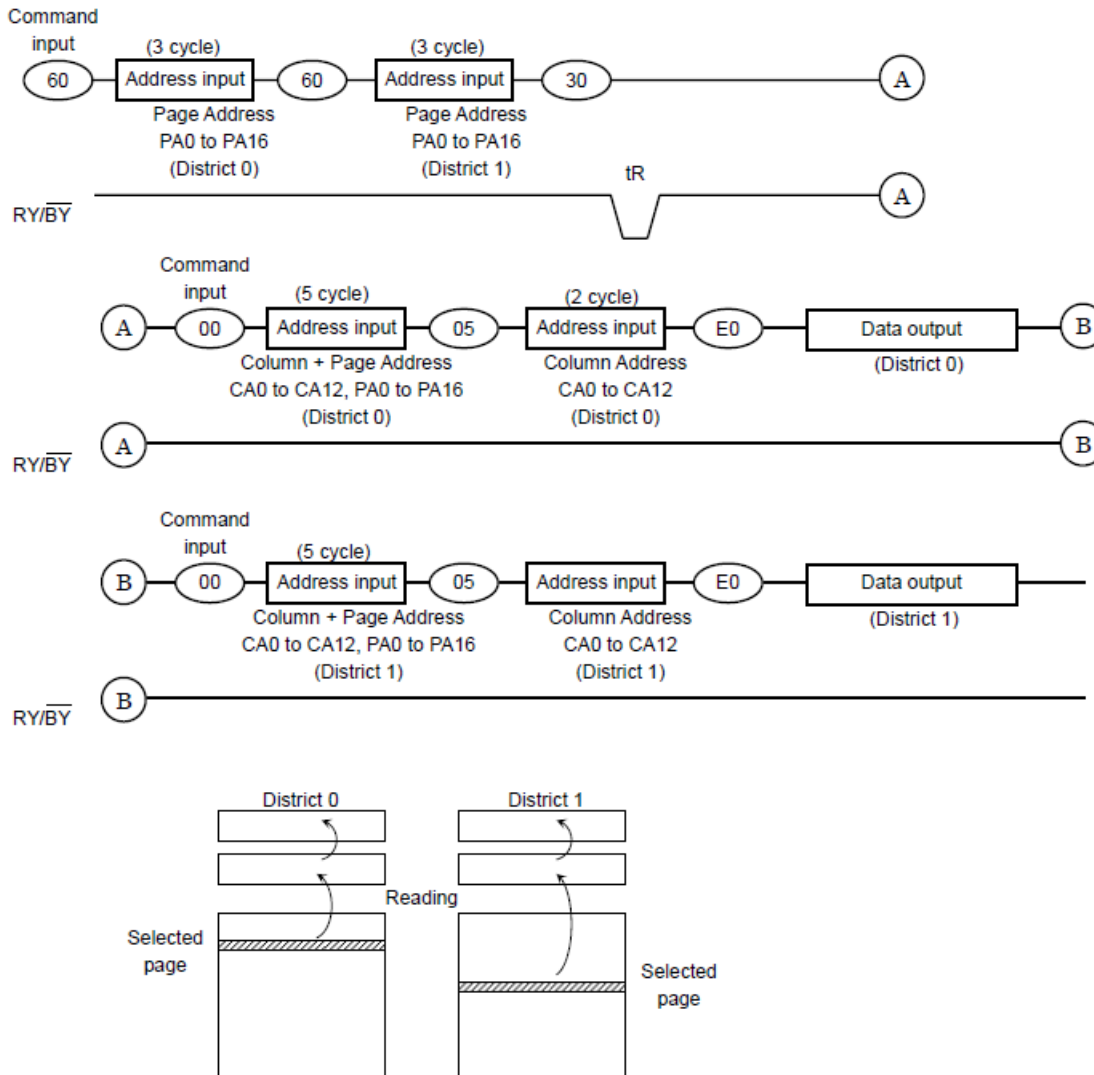 Command
input
(3 cycle)
(3 cycle)
60
Address input
60
Address input
30
A
Page Address
PA0 to PA16
(District 0)
Page Address
PA0 to PA16
(District 1)
tR
RY/BY
A
Command
input
(5 cycle)
(2 cycle)
A
00
Address input
05
Address input
E0
Data output
B
Column + Page Address
CA0 to CA12, PA0 to PA16
(District 0)
Column Address
CA0 to CA12
(District 0)
(District 0)
RY/BY
A
B
Command
input
(5 cycle)
B
00
Address input
05
Address input
E0
Data output
Column + Page Address
CA0 to CA12, PA0 to PA16
(District 1)
Column Address
CA0 to CA12
(District 1)
(District 1)
RY/BY
B
District 0
District 1
Reading
Selected
page
Selected
page